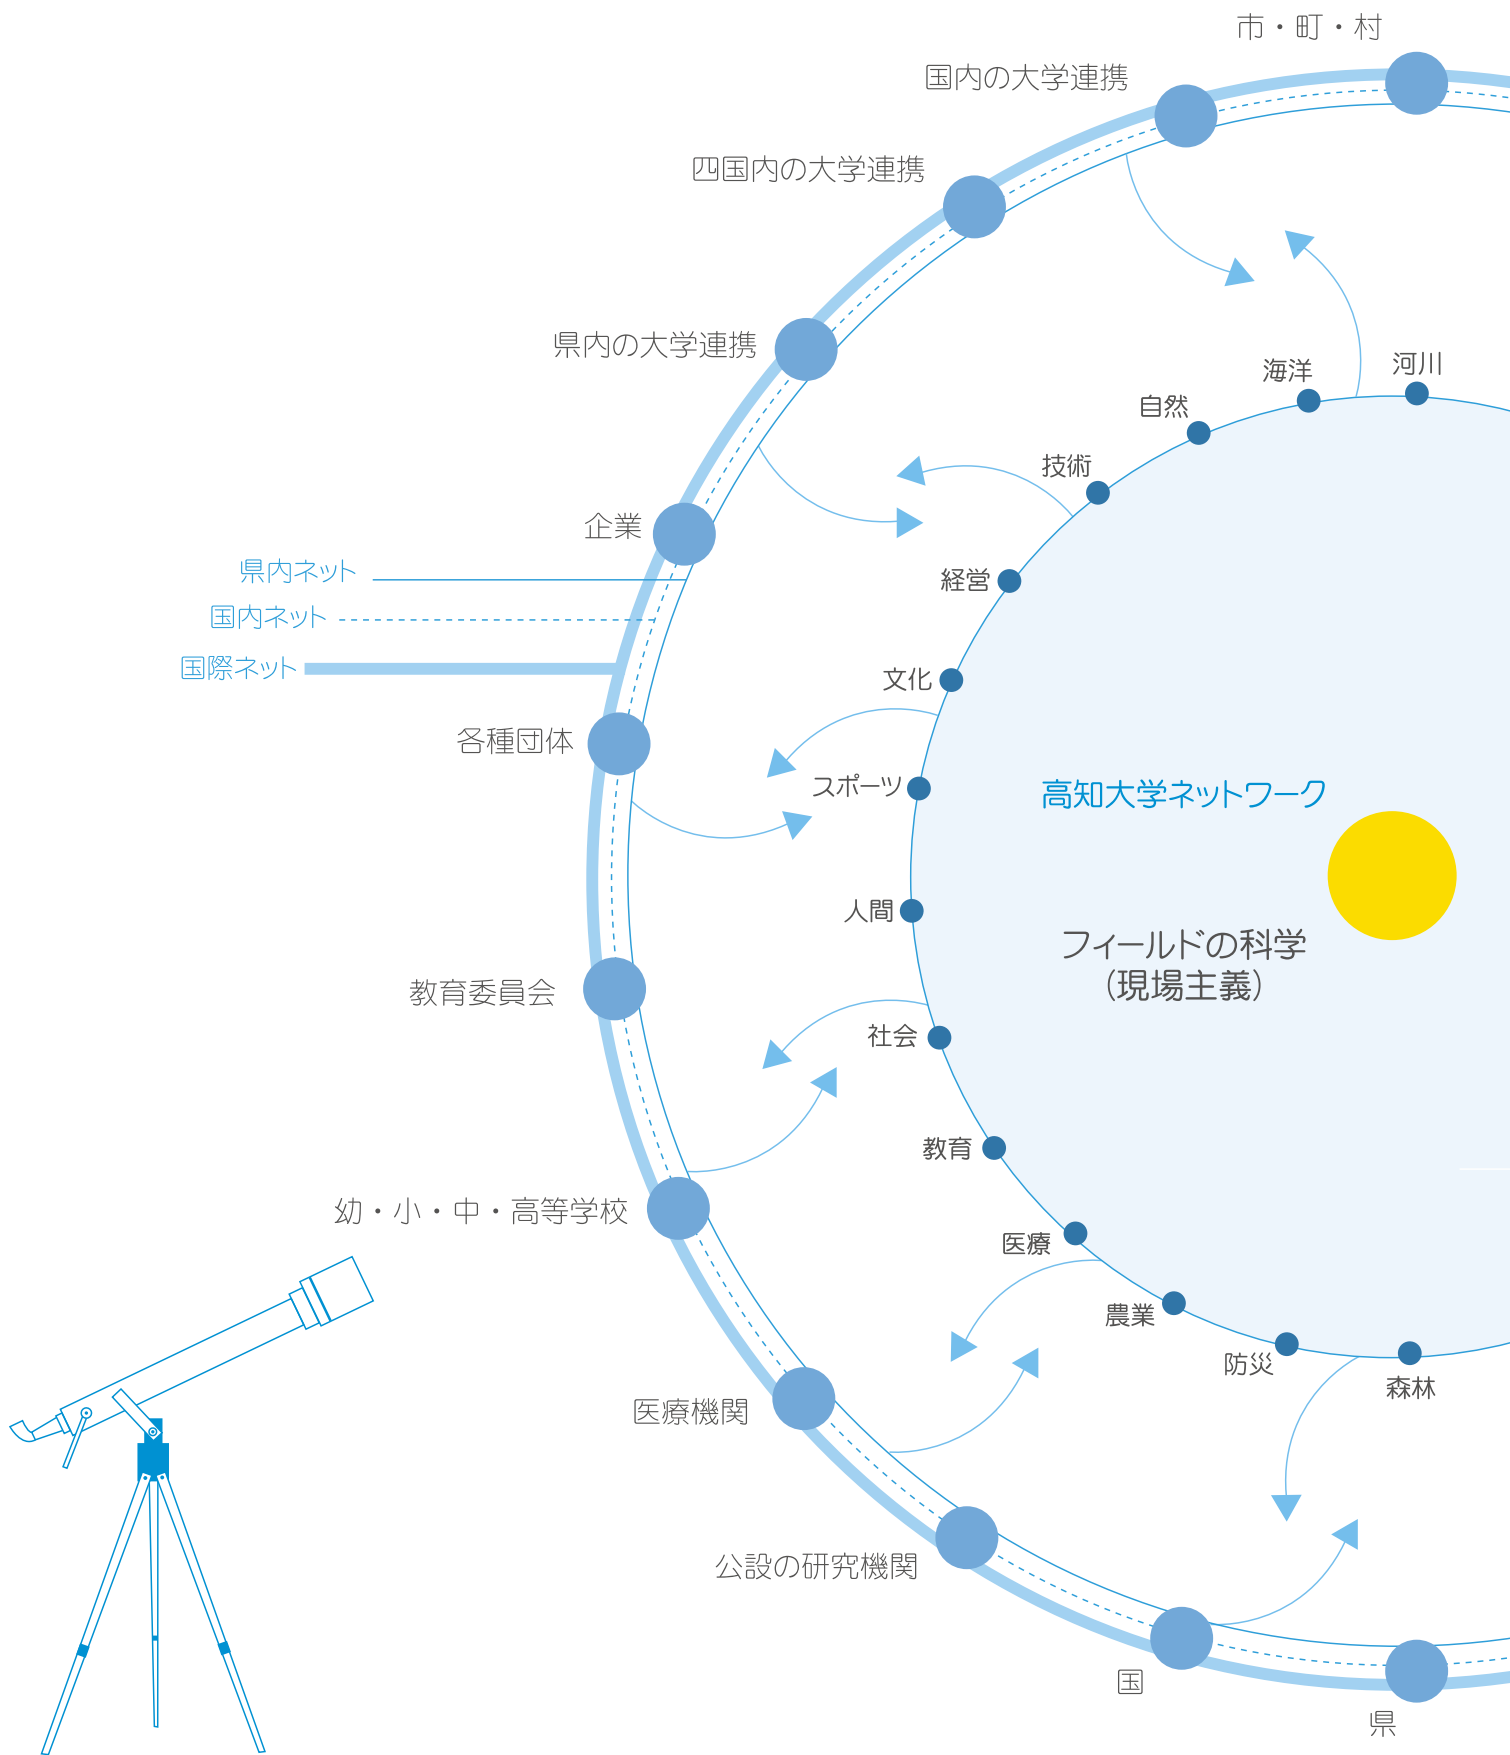 市・町・村
国内の大学連携
四国内の大学連携
県内の大学連携
企業
県内ネット
国内ネット
国際ネット
各種団体
教育委員会
幼・小・中・高等学校
医療機関
公設の研究機関
国
県
河川
海洋
自然
技術
経営
文化
スポーツ
人間
社会
教育
医療
農業
防災
森林
高知大学ネットワーク
フィールドの科学
(現場主義)